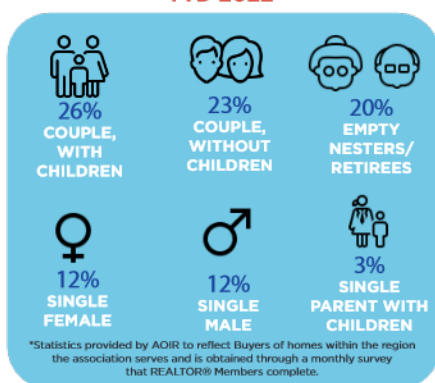 YTD 2022
26%
COUPLE,
WITH
CHILDREN
23%
COUPLE,
WITHOUT
CHILDREN
20%
EMPTY
NESTERS/
RETIREES
12%
SINGLE
FEMALE
12%
SINGLE
MALE
3%
SINGLE
PARENT WITH
CHILDREN
*Statistics provided by AOIR to reflect Buyers of homes within the region
the association serves and is obtained through a monthly survey
that REALTOR® Members complete.